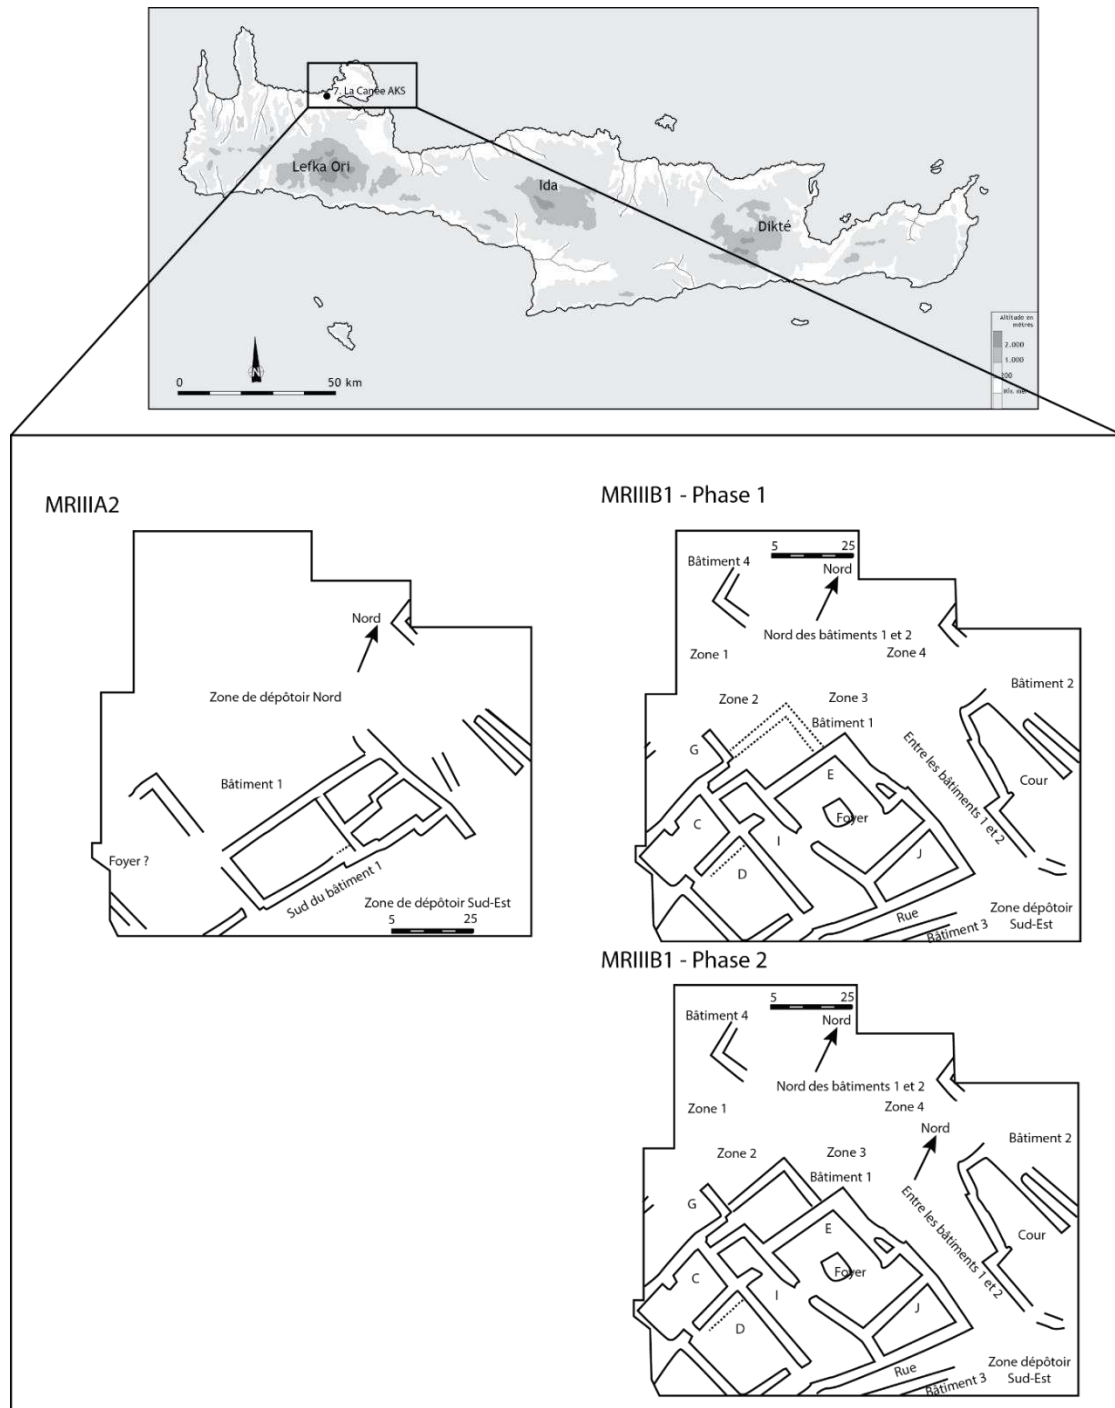 7. La Canée AKS
Lefka Ori
Ida
Dikté
N
0
50 km
Altitude en
mètres
2.000
1.000
200
MRIIIA2
Nord
Zone de dépôtoir Nord
Bâtiment 1
Foyer ?
Sud du bâtiment 1
Zone de dépôtoir Sud-Est
5
25
MRIIIB1 - Phase 1
5
25
Bâtiment 4
Nord
Nord des bâtiments 1 et 2
Zone 1
Zone 4
Bâtiment 2
Zone 2
Zone 3
Bâtiment 1
G
E
Entre les bâtiments 1 et 2
Cour
C
Foyer
I
D
J
Rue
Bâtiment 3
Zone dépôtoir
Sud-Est
MRIIIB1 - Phase 2
5
25
Bâtiment 4
Nord
Nord des bâtiments 1 et 2
Zone 1
Zone 4
Nord
Bâtiment 2
Zone 2
Zone 3
Bâtiment 1
G
E
Entre les bâtiments 1 et 2
Cour
C
Foyer
I
D
J
Rue
Bâtiment 3
Zone dépôtoir
Sud-Est